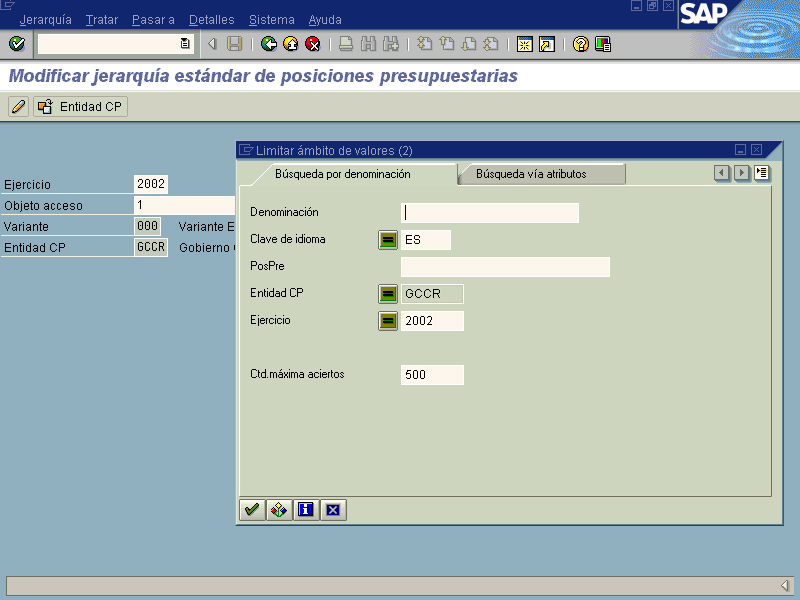 Jerarquía Tratar Pasar a Detalles Sistema Ayuda
SAP
Modificar jerarquía estándar de posiciones presupuestarias
Entidad CP
Ejercicio 2002
Objeto acceso 1
Variante 000 Variante E
Entidad CP GCCR Gobierno
Limitar ámbito de valores (2)
Búsqueda por denominación Búsqueda vía atributos
Denominación
Clave de idioma ES
PosPre
Entidad CP GCCR
Ejercicio 2002
Ctd.máxima aciertos 500